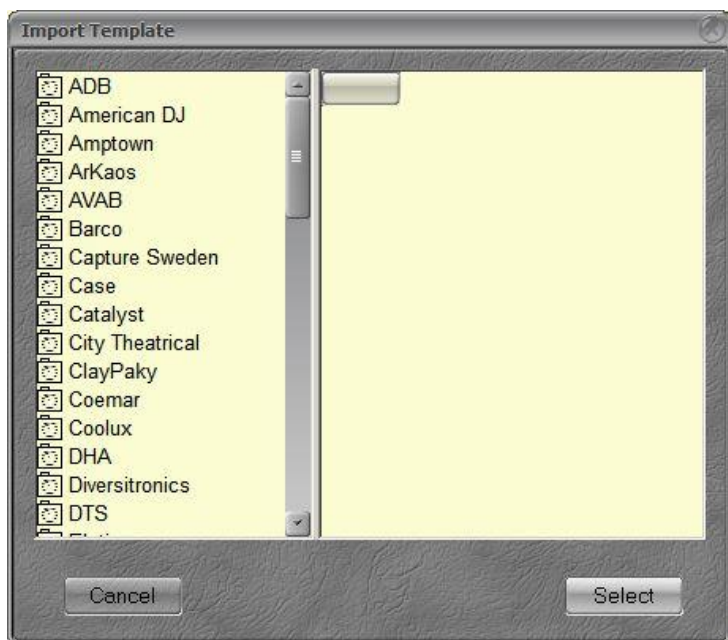 Import Template
ADB
American DJ
Amptown
ArKaos
AVAB
Barco
Capture Sweden
Case
Catalyst
City Theatrical
ClayPaky
Coemar
Coolux
DHA
Diversitronics
DTS
Cancel
Select